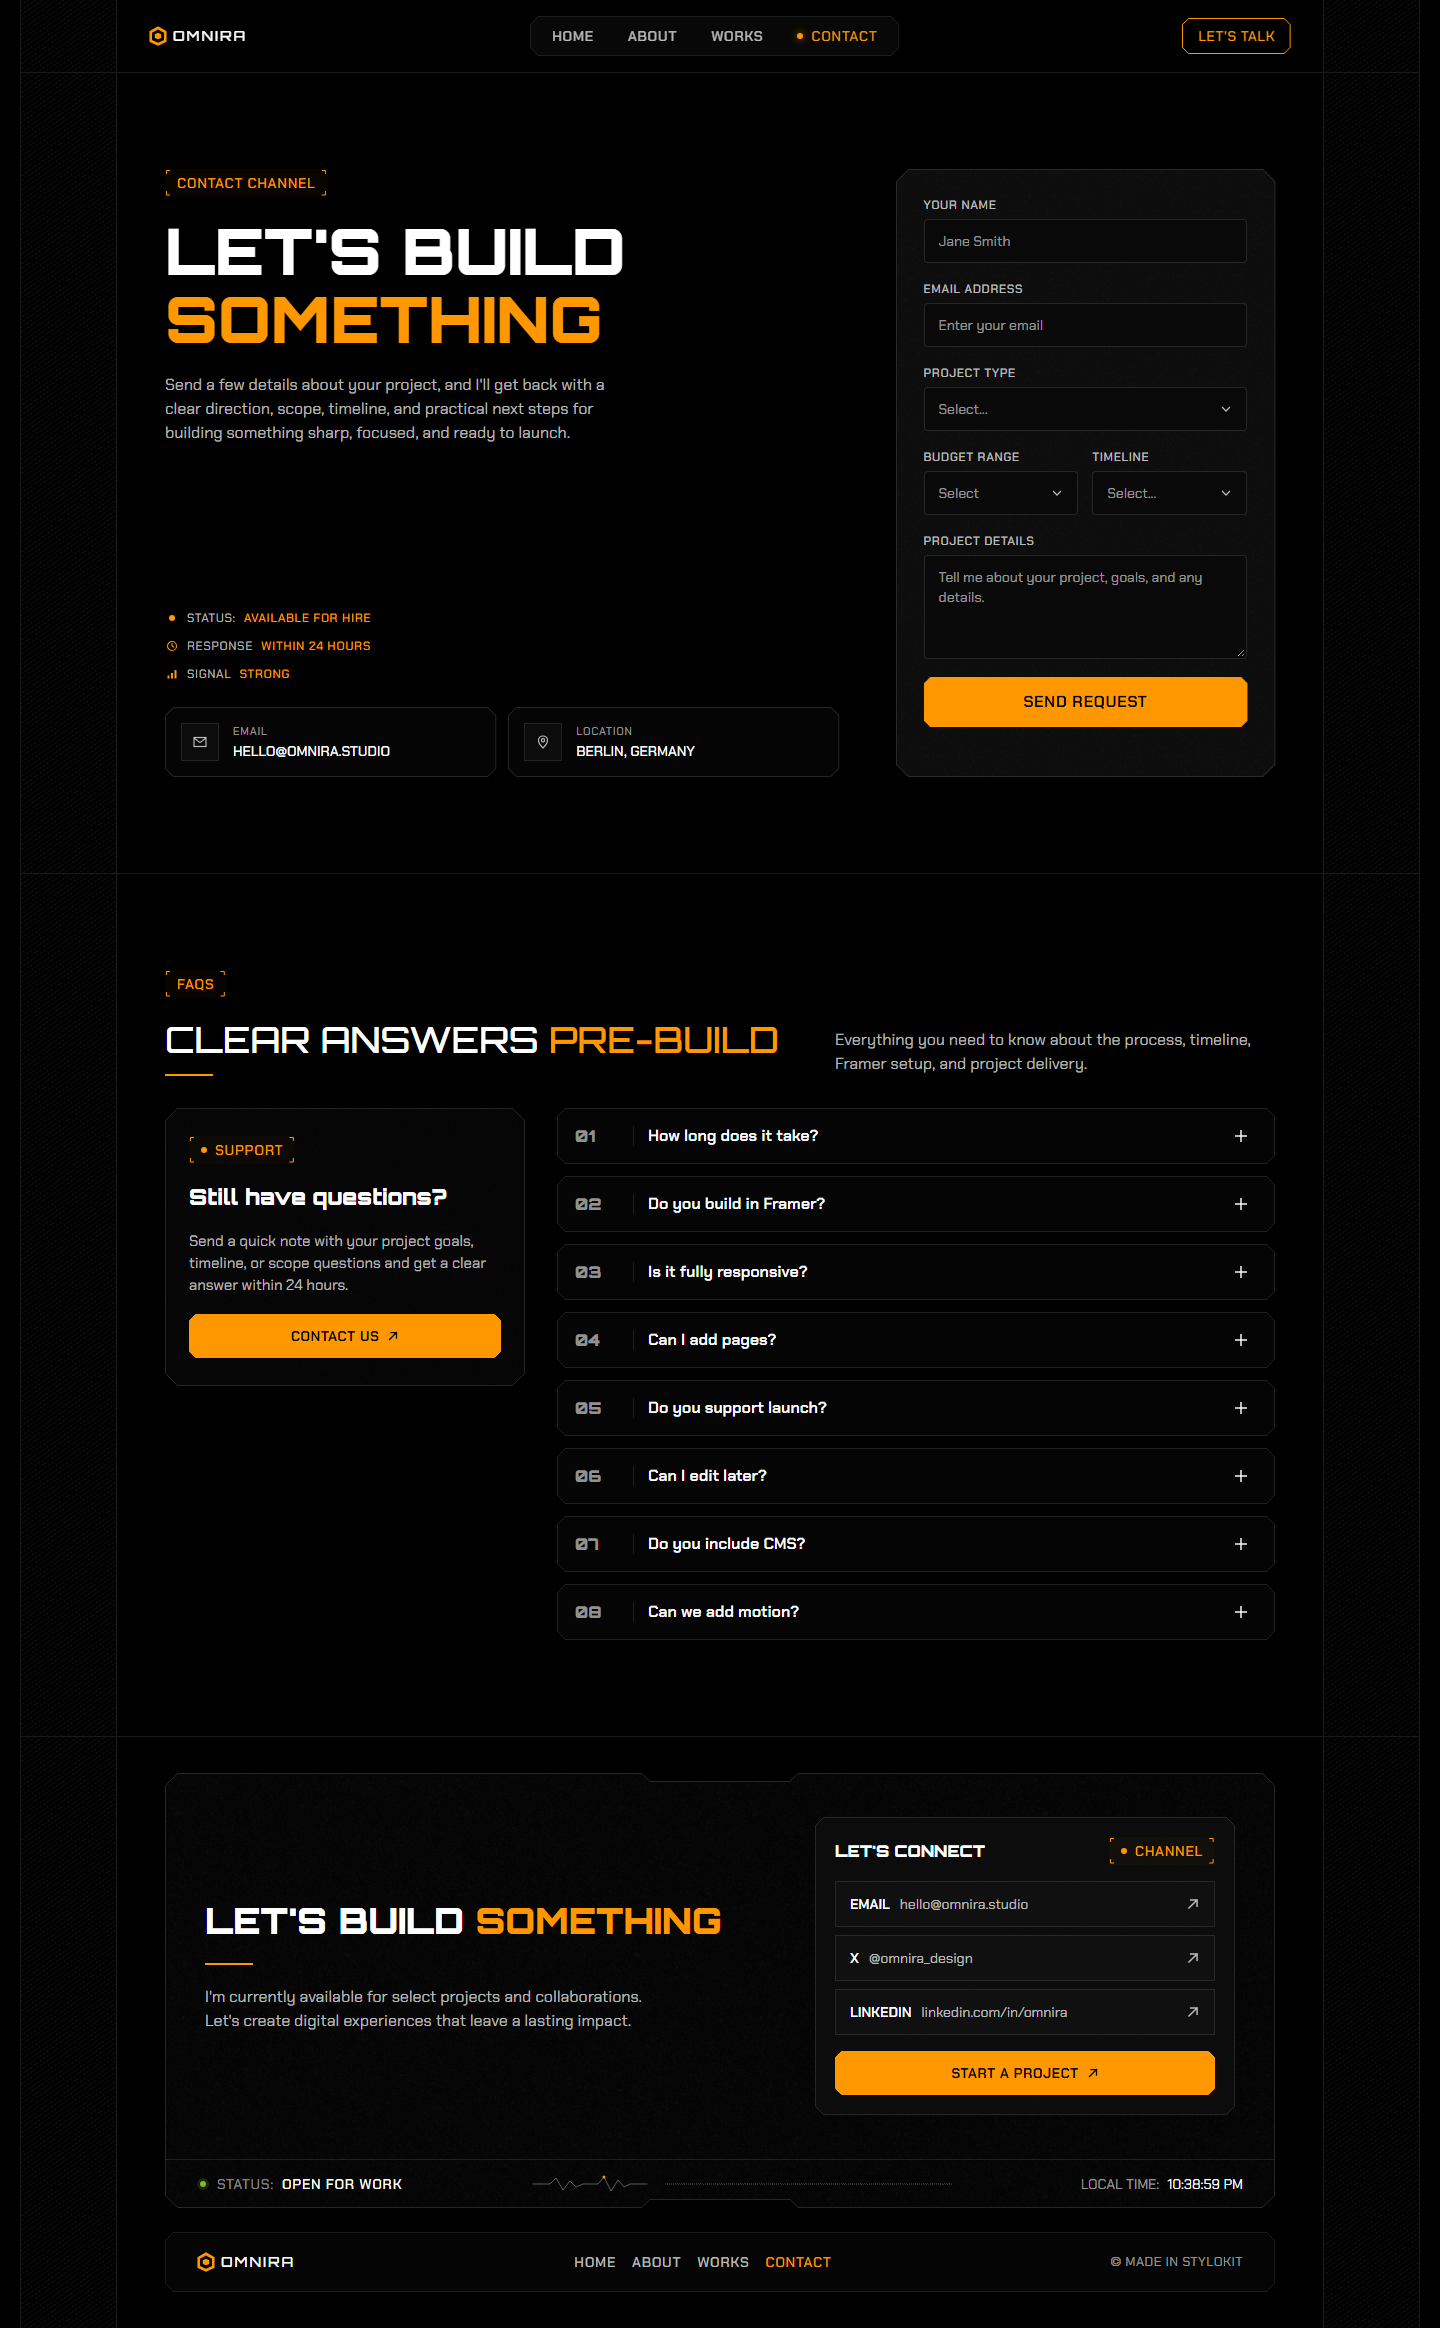 OMNIRA
HOME ABOUT WORKS CONTACT
LET'S TALK
CONTACT CHANNEL
LET'S BUILD
SOMETHING
Send a few details about your project, and I'll get back with a
clear direction, scope, timeline, and practical next steps for
building something sharp, focused, and ready to launch.
STATUS: AVAILABLE FOR HIRE
RESPONSE WITHIN 24 HOURS
SIGNAL STRONG
EMAIL
HELLO@OMNIRA.STUDIO
LOCATION
BERLIN, GERMANY
YOUR NAME
Jane Smith
EMAIL ADDRESS
Enter your email
PROJECT TYPE
Select...
BUDGET RANGE
Select
TIMELINE
Select...
PROJECT DETAILS
Tell me about your project, goals, and any
details.
SEND REQUEST
FAQS
CLEAR ANSWERS PRE-BUILD
Everything you need to know about the process, timeline,
Framer setup, and project delivery.
SUPPORT
Still have questions?
Send a quick note with your project goals,
timeline, or scope questions and get a clear
answer within 24 hours.
CONTACT US
01 How long does it take?
02 Do you build in Framer?
03 Is it fully responsive?
04 Can I add pages?
05 Do you support launch?
06 Can I edit later?
07 Do you include CMS?
08 Can we add motion?
LET'S BUILD SOMETHING
I'm currently available for select projects and collaborations.
Let's create digital experiences that leave a lasting impact.
LET'S CONNECT
CHANNEL
EMAIL hello@omnira.studio
X @omnira_design
LINKEDIN linkedin.com/in/omnira
START A PROJECT
STATUS: OPEN FOR WORK
LOCAL TIME: 10:38:59 PM
OMNIRA
HOME ABOUT WORKS CONTACT
© MADE IN STYLOKIT